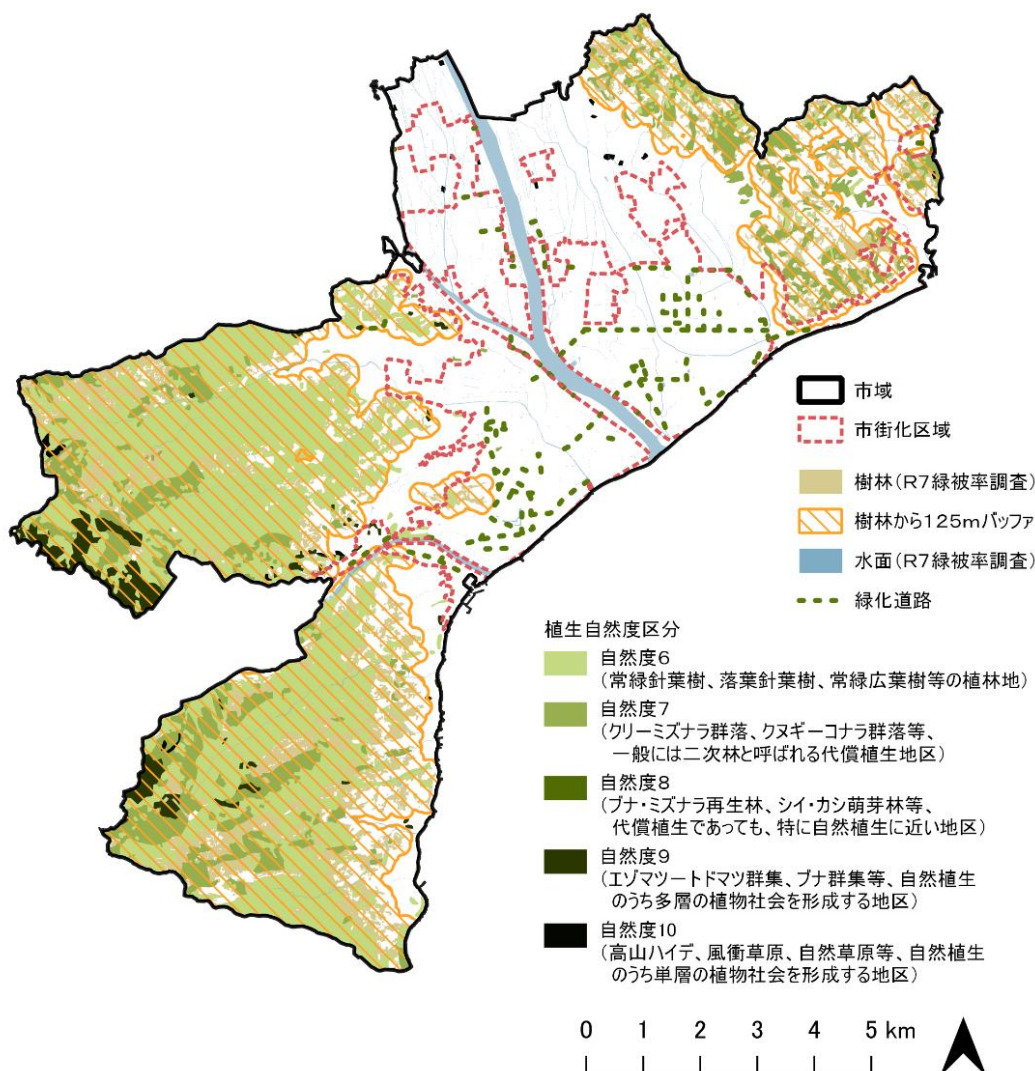 市域
市街化区域
樹林(R7緑被率調査)
樹林から125mバッファ
水面(R7緑被率調査)
緑化道路
植生自然度区分
自然度6
(常緑針葉樹、落葉針葉樹、常緑広葉樹等の植林地)
自然度7
(クリーミズナラ群落、クヌギーコナラ群落等、
一般には二次林と呼ばれる代償植生地区)
自然度8
(ブナ・ミズナラ再生林、シイ・カシ萌芽林等、
代償植生であっても、特に自然植生に近い地区)
自然度9
(エゾマツートドマツ群集、ブナ群集等、自然植生
のうち多層の植物社会を形成する地区)
自然度10
(高山ハイデ、風衝草原、自然草原等、自然植生
のうち単層の植物社会を形成する地区)
0 1 2 3 4 5 km